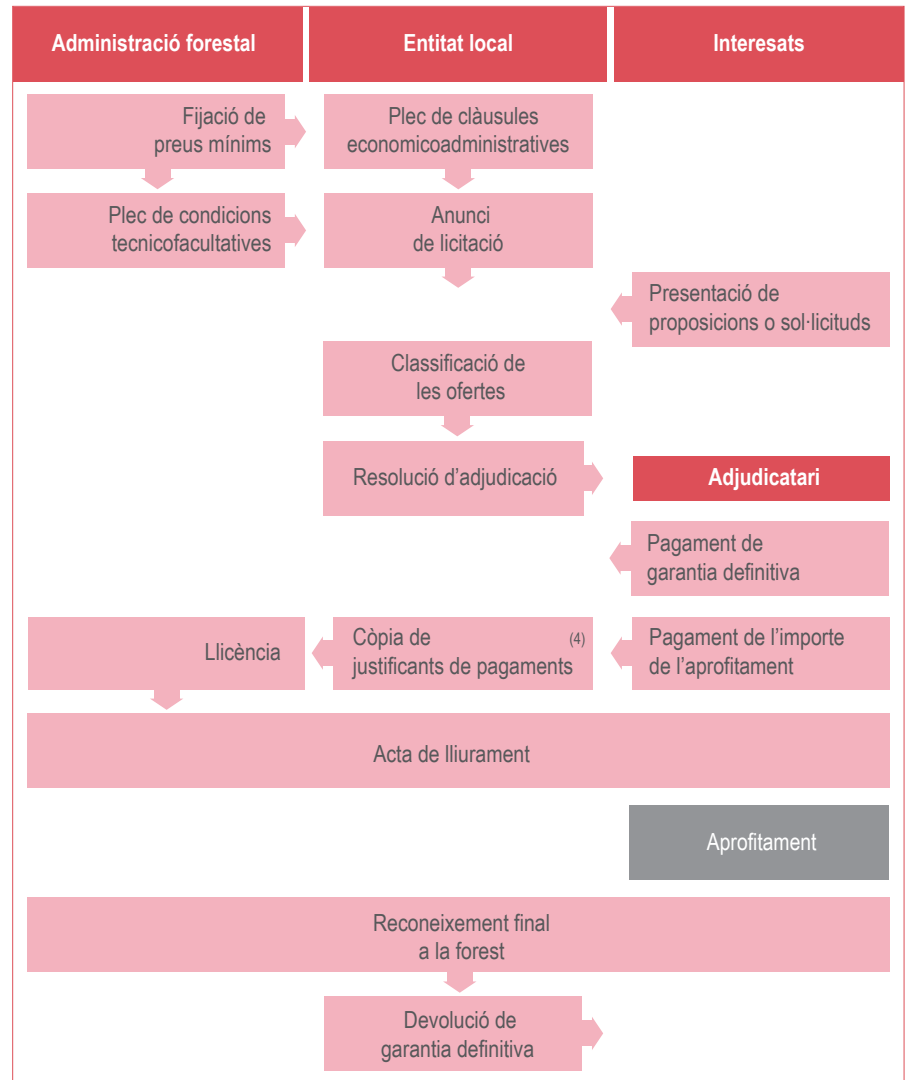 Administració forestal
Entitat local
Interesats
Fijació de
preus mínims
Plec de clàusules
economicoadministratives
Plec de condicions
tecnicofacultatives
Anunci
de licitació
Presentació de
proposicions o sol·licituds
Classificació de
les ofertes
Resolució d’adjudicació
Adjudicatari
Pagament de
garantia definitiva
Llicència
Còpia de (4)
justificants de pagaments
Pagament de l’importe
de l’aprofitament
Acta de lliurament
Aprofitament
Reconeixement final
a la forest
Devolució de
garantia definitiva